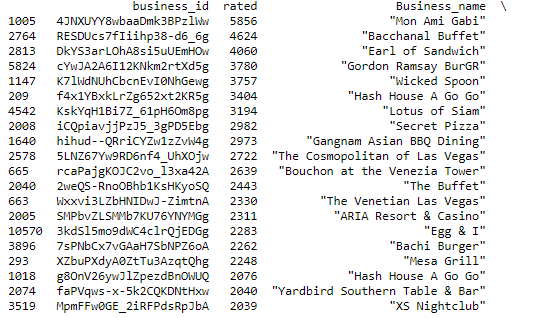 business_id rated Business_name \
1005 4JNXUYY8wbaaDmk3BPzlWw 5856 "Mon Ami Gabi"
2764 RESDUcs7fIiihp38-d6_6g 4624 "Bacchanal Buffet"
2813 DkYS3arLOhA8si5uUEmHOw 4060 "Earl of Sandwich"
5824 cYwJA2A6I12KNkm2rtXd5g 3780 "Gordon Ramsay BurGr"
1147 K7lWdNUhCbcnEvI0NhGewg 3757 "Wicked Spoon"
209 f4x1YBxkLrZg652xt2KR5g 3404 "Hash House A Go Go"
4542 KskYqH1Bi7Z_61pH6Om8pg 3194 "Lotus of Siam"
2008 iCQpiavjjPzJ5_3gPD5Ebg 2982 "Secret Pizza"
1640 hihud--QRriCYZw1zZvW4g 2973 "Gangnam Asian BBQ Dining"
2578 5LNZ67Yw9RD6nf4_UhXOjw 2722 "The Cosmopolitan of Las Vegas"
665 rcaPajgKOJC2vo_l3xa42A 2639 "Bouchon at the Venezia Tower"
2040 2weQS-RnoOBhb1KsHKyoSQ 2443 "The Buffet"
663 Wxxvi3LZbHNIDwJ-ZimtnA 2330 "The Venetian Las Vegas"
2005 SMPbvZLSMMb7KU76YNYMGg 2311 "ARIA Resort & Casino"
10570 3kdSl5mo9dWC4clrQjEDGg 2283 "Egg & I"
3896 7sPNbCx7vGAaH7SbNPZ6oA 2262 "Bachi Burger"
293 XZbuPXdyA0ZtTu3AzqtQhg 2248 "Mesa Grill"
1018 g8OnV26ywJlZpezdBnOWUQ 2076 "Hash House A Go Go"
2074 faPVqws-x-5k2CQKDNtHxw 2040 "Yardbird Southern Table & Bar"
3519 MpmFFw0GE_2iRFPdsRpJbA 2039 "XS Nightclub"